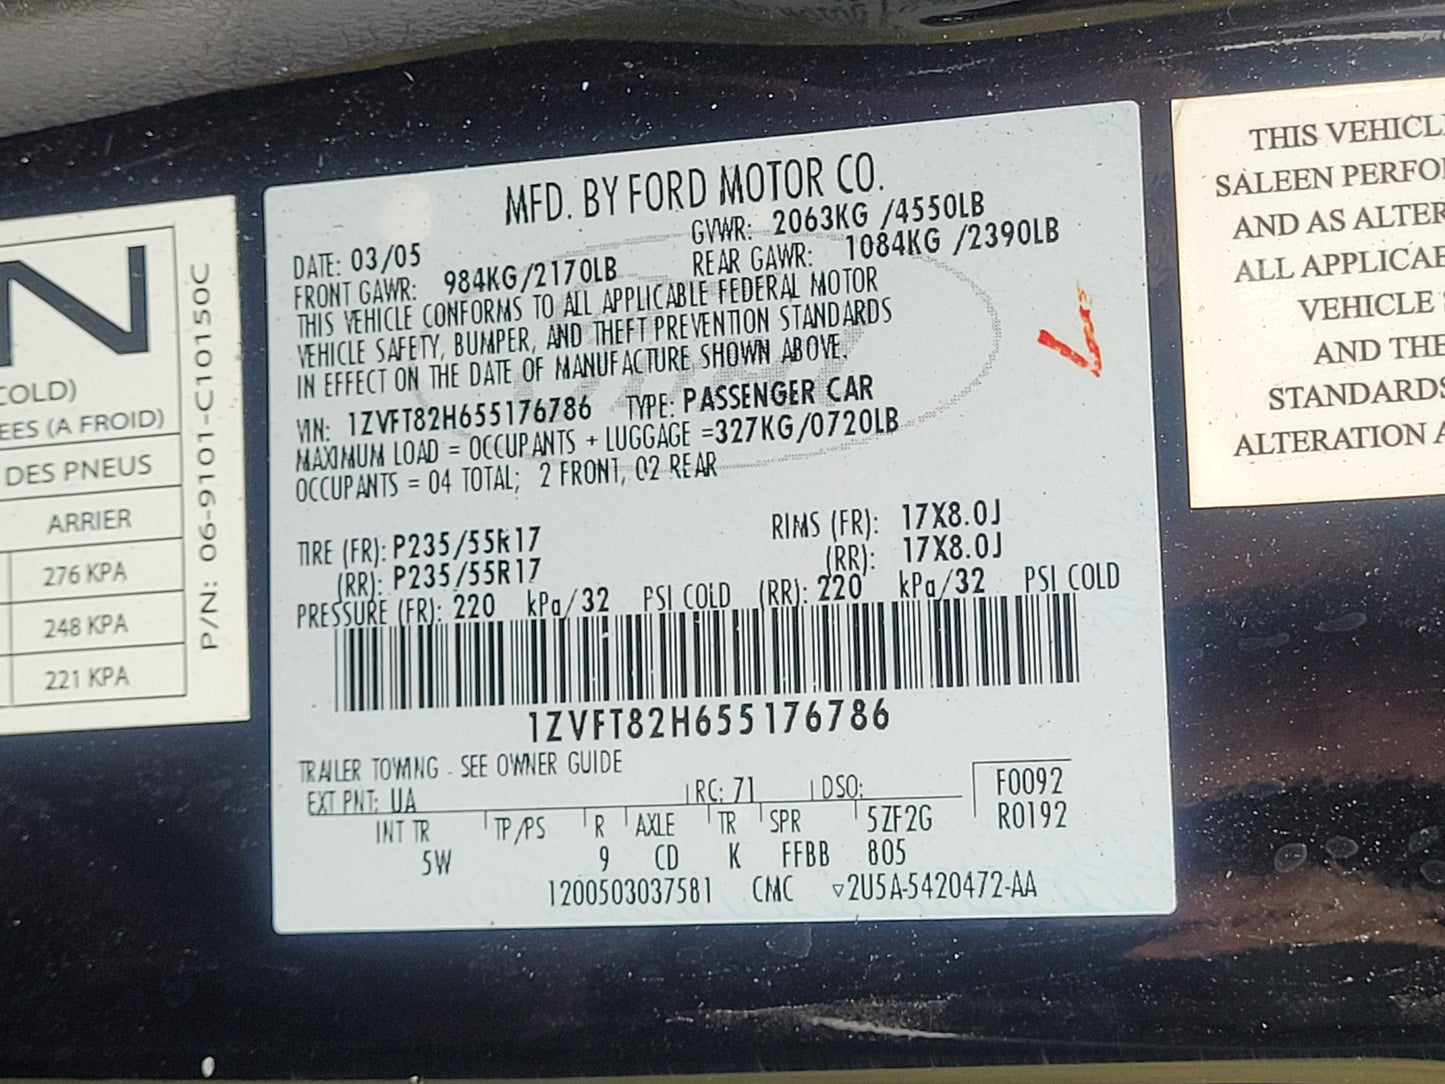 N
COLD)
EES (A FROID)
DES PNEUS
ARRIER
276 KPA
248 KPA
221 KPA
P/N: 06-9101-C10150C
MFD. BY FORD MOTOR CO.
DATE: 03/05 GVWR: 2063KG /4550LB
FRONT GAWR: 984KG/2170LB REAR GAWR: 1084KG /2390LB
THIS VEHICLE CONFORMS TO ALL APPLICABLE FEDERAL MOTOR
VEHICLE SAFETY, BUMPER, AND THEFT PREVENTION STANDARDS
IN EFFECT ON THE DATE OF MANUFACTURE SHOWN ABOVE.
VIN: 1ZVFT82H655176786 TYPE: PASSENGER CAR
MAXIMUM LOAD = OCCUPANTS + LUGGAGE =327KG/0720LB
OCCUPANTS = 04 TOTAL; 2 FRONT, 02 REAR
TIRE (FR): P235/55R17 RIMS (FR): 17X8.0J
(RR): P235/55R17 (RR): 17X8.0J
PRESSURE (FR): 220 kPa/32 PSI COLD (RR): 220 kPa/32 PSI COLD
1ZVFT82H655176786
TRAILER TOWING - SEE OWNER GUIDE
EXT PNT: UA RC: 71 DSO: F0092
INT TR TP/PS R AXLE TR SPR 5ZF2G R0192
5W 9 CD K FFBB 805
1200503037581 CMC ▿2U5A-5420472-AA
THIS VEHICL
SALEEN PERFO
AND AS ALTER
ALL APPLICAB
VEHICLE
AND THE
STANDARDS
ALTERATION A